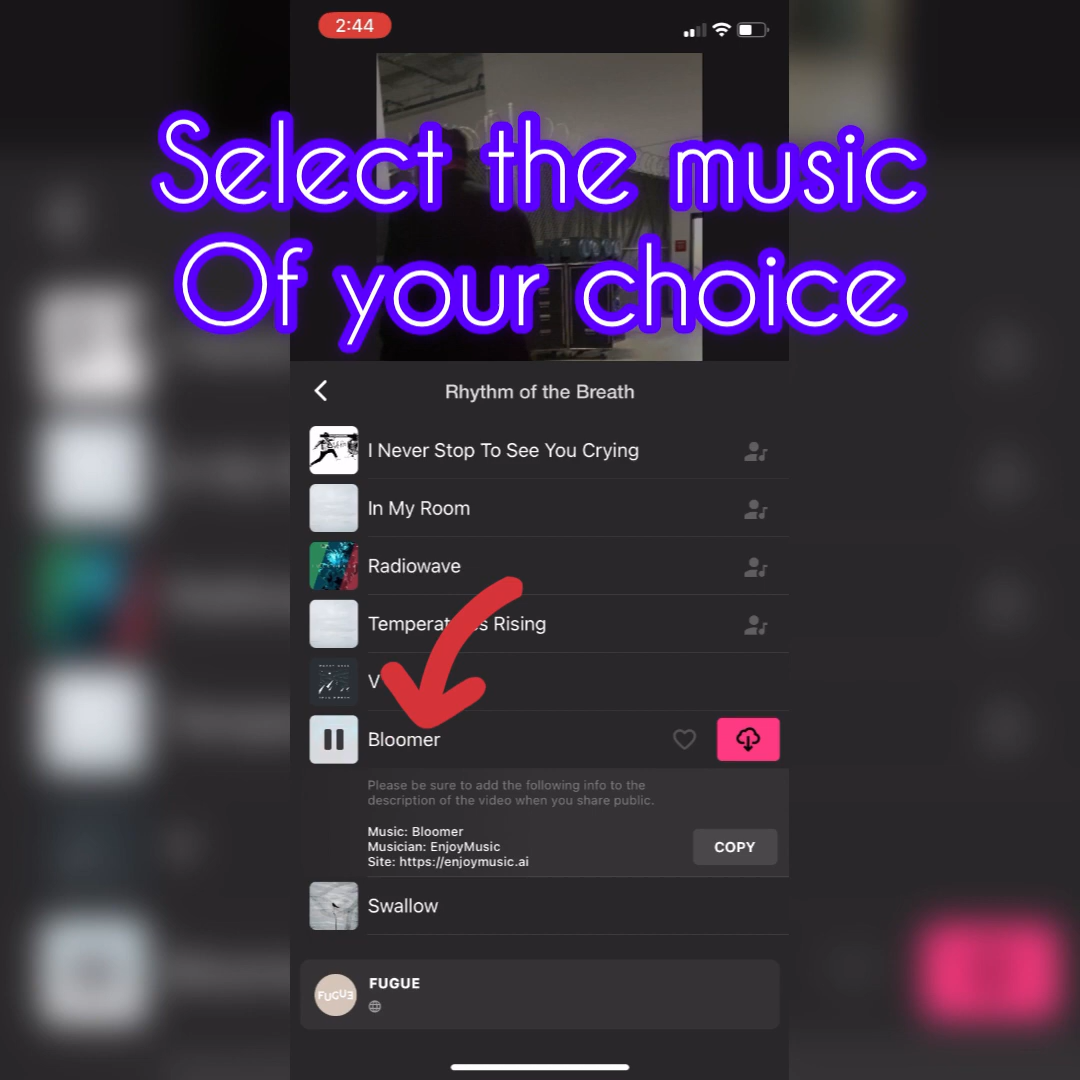 2:44
Select the music
Of your choice
Rhythm of the Breath
I Never Stop To See You Crying
In My Room
Radiowave
Rising
Bloomer
Please be sure to add the following info to the
description of the video when you share public.
Music: Bloomer
Musician: EnjoyMusic
Site: https://enjoymusic.ai
COPY
Swallow
FUGUE
FUGUE